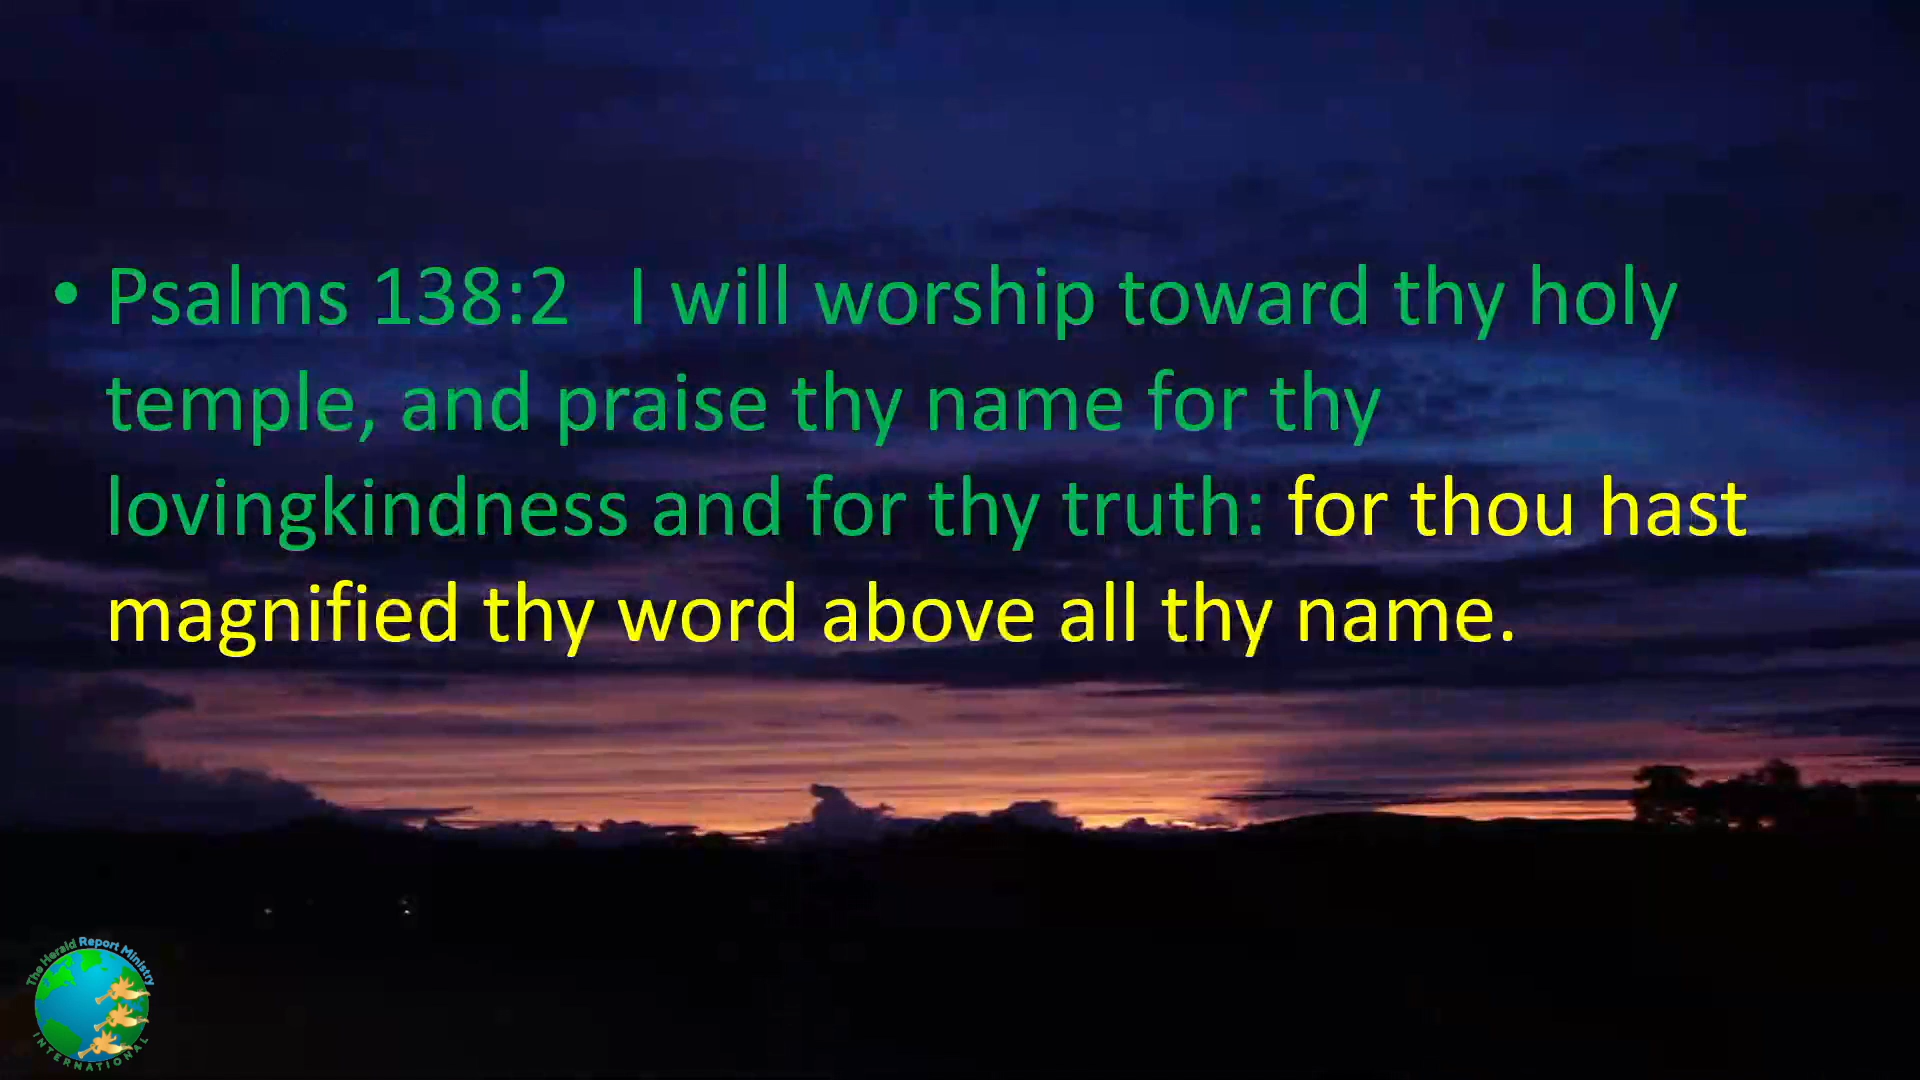 • Psalms 138:2   I will worship toward thy holy
temple, and praise thy name for thy
lovingkindness and for thy truth: for thou hast
magnified thy word above all thy name.
The Herald Report Ministry
INTERNATIONAL